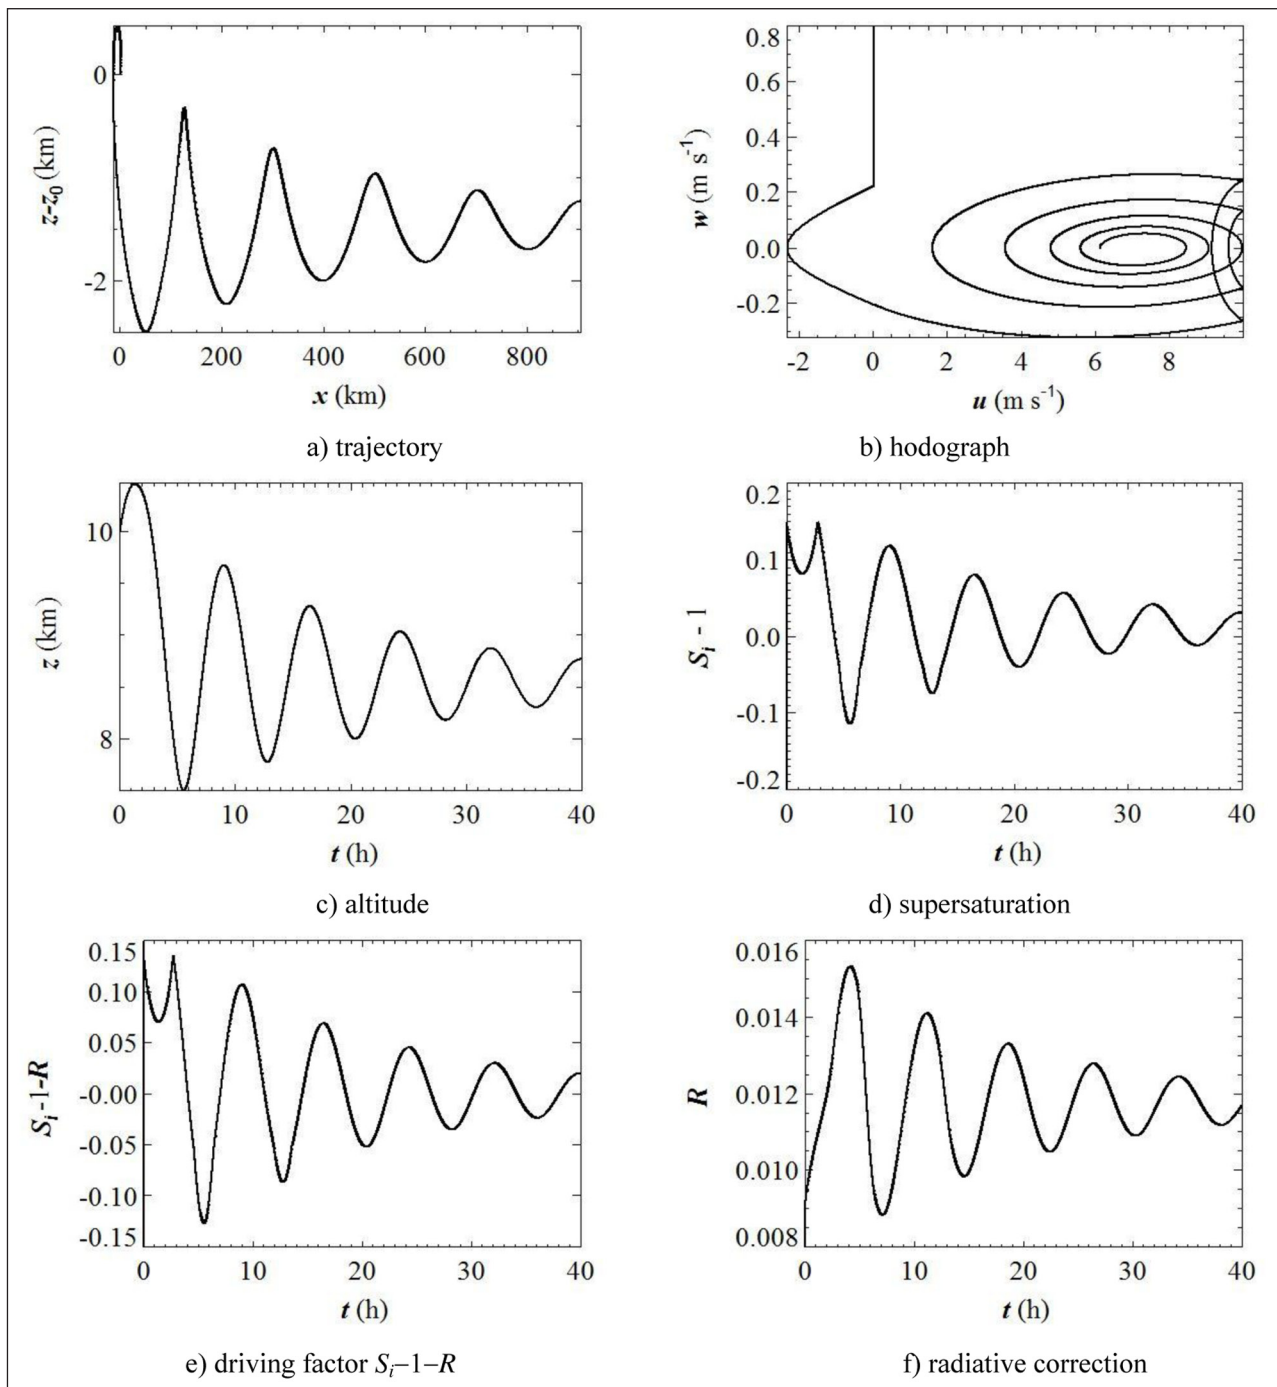 0
-2
z-z₀ (km)
0 200 400 600 800
x (km)
a) trajectory
0.8
0.6
0.4
0.2
0.0
-0.2
w (m s⁻¹)
-2 0 2 4 6 8
u (m s⁻¹)
b) hodograph
10
8
z (km)
0 10 20 30 40
t (h)
c) altitude
0.2
0.1
0.0
-0.1
-0.2
Sᵢ - 1
0 10 20 30 40
t (h)
d) supersaturation
0.15
0.10
0.05
-0.00
-0.05
-0.10
-0.15
Sᵢ-1-R
0 10 20 30 40
t (h)
e) driving factor Sᵢ–1–R
0.016
0.014
0.012
0.010
0.008
R
0 10 20 30 40
t (h)
f) radiative correction